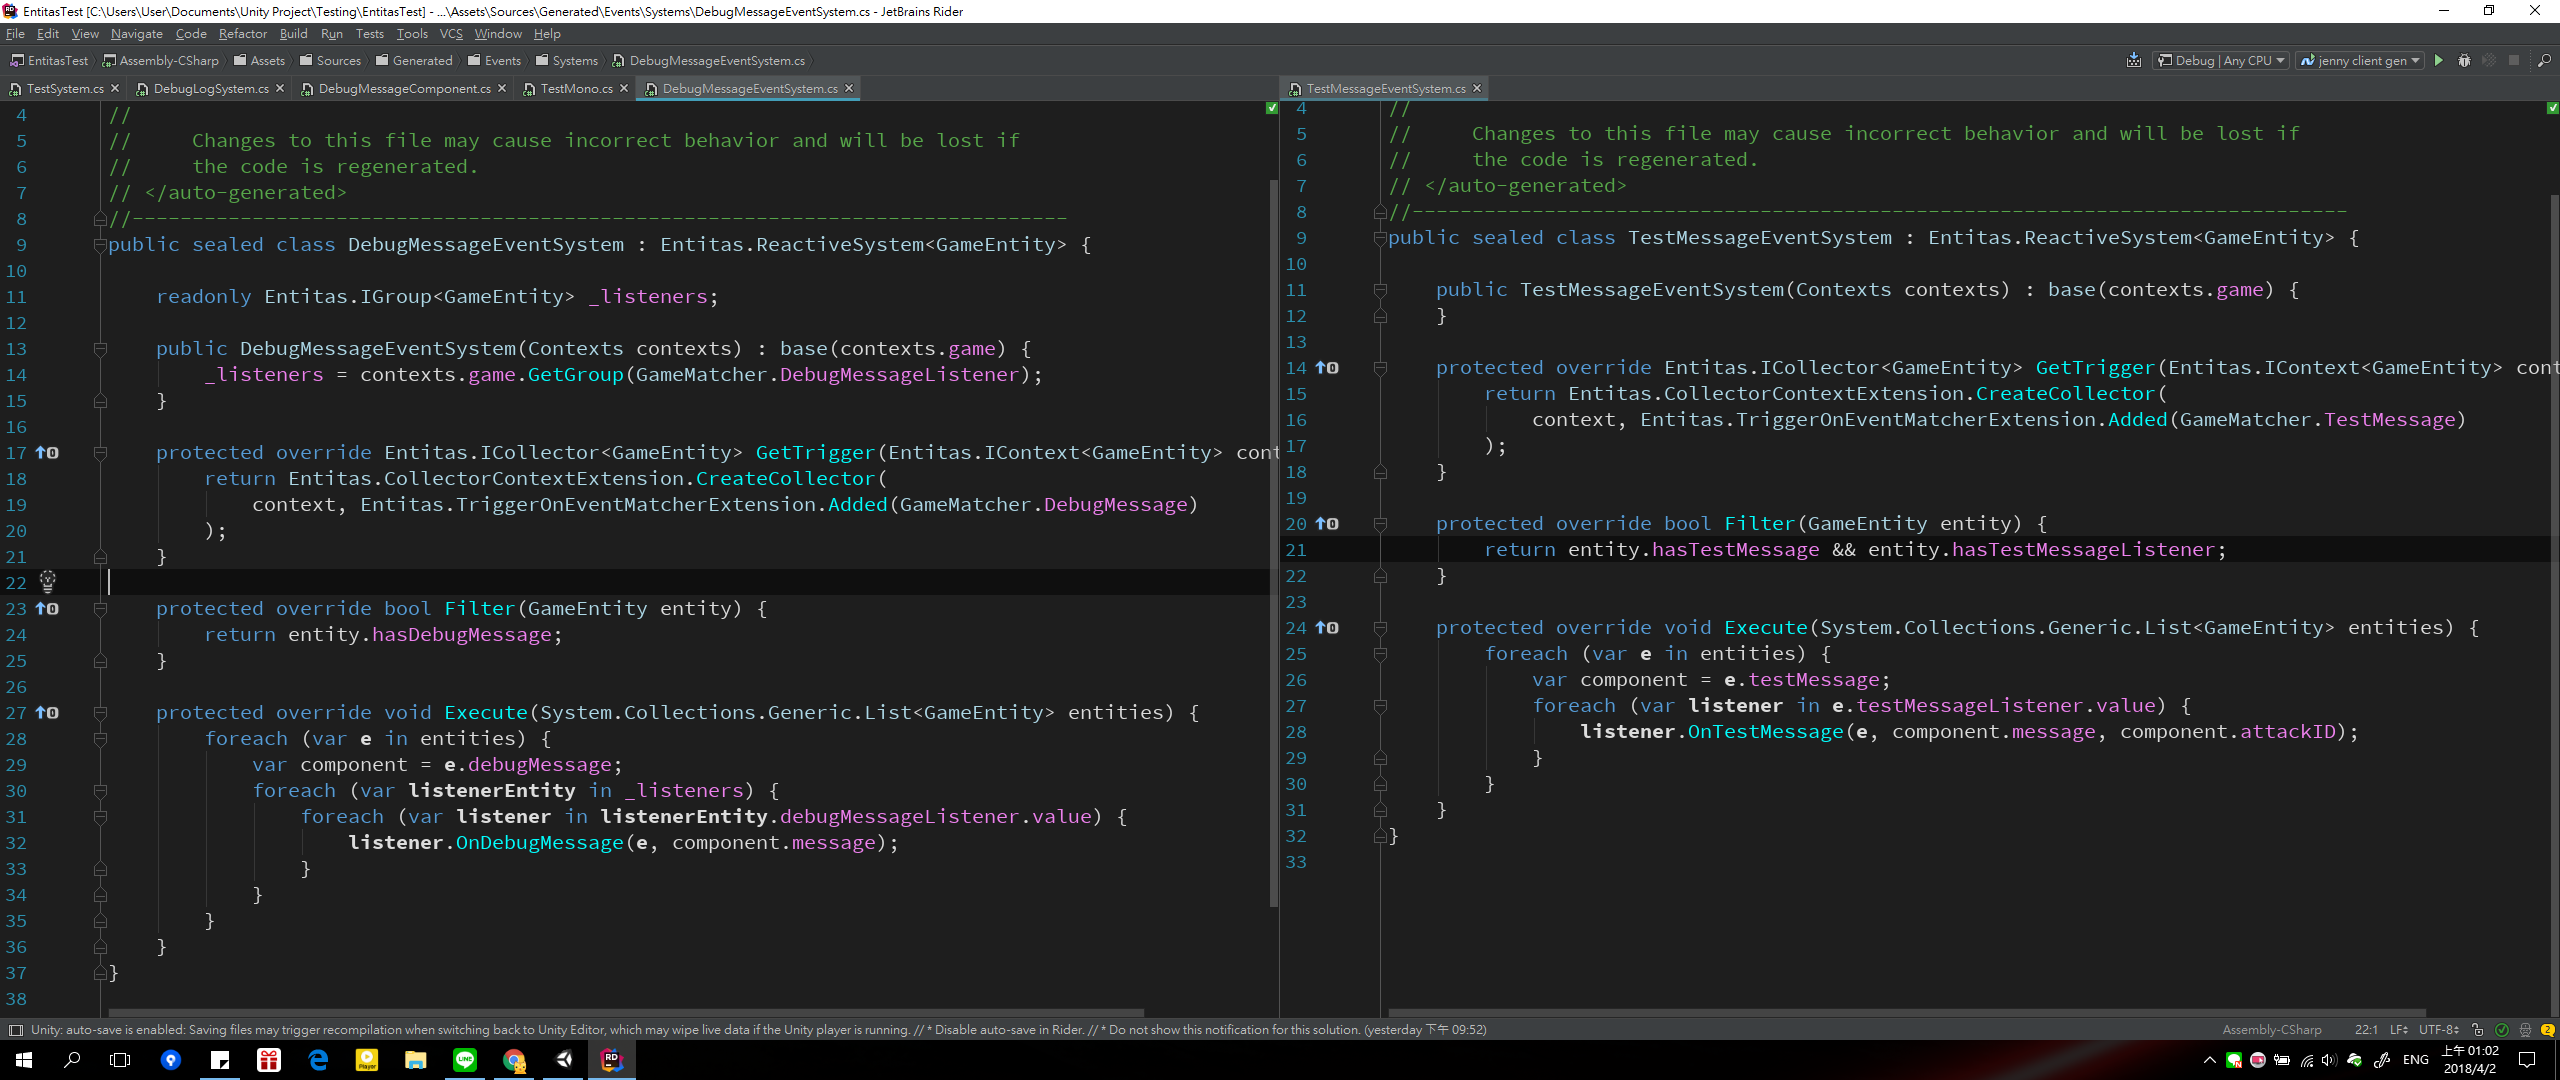 EntitasTest [C:\Users\User\Documents\Unity Project\Testing\EntitasTest] - ...\Assets\Sources\Generated\Events\Systems\DebugMessageEventSystem.cs - JetBrains Rider
File Edit View Navigate Code Refactor Build Run Tests Tools VCS Window Help
EntitasTest Assembly-CSharp Assets Sources Generated Events Systems DebugMessageEventSystem.cs
Debug | Any CPU jenny client gen
TestSystem.cs DebugLogSystem.cs DebugMessageComponent.cs TestMono.cs DebugMessageEventSystem.cs
4 //
5 //     Changes to this file may cause incorrect behavior and will be lost if
6 //     the code is regenerated.
7 // </auto-generated>
8 //------------------------------------------------------------------------------
9 public sealed class DebugMessageEventSystem : Entitas.ReactiveSystem<GameEntity> {
10
11     readonly Entitas.IGroup<GameEntity> _listeners;
12
13     public DebugMessageEventSystem(Contexts contexts) : base(contexts.game) {
14         _listeners = contexts.game.GetGroup(GameMatcher.DebugMessageListener);
15     }
16
17     protected override Entitas.ICollector<GameEntity> GetTrigger(Entitas.IContext<GameEntity> cont
18         return Entitas.CollectorContextExtension.CreateCollector(
19             context, Entitas.TriggerOnEventMatcherExtension.Added(GameMatcher.DebugMessage)
20         );
21     }
22
23     protected override bool Filter(GameEntity entity) {
24         return entity.hasDebugMessage;
25     }
26
27     protected override void Execute(System.Collections.Generic.List<GameEntity> entities) {
28         foreach (var e in entities) {
29             var component = e.debugMessage;
30             foreach (var listenerEntity in _listeners) {
31                 foreach (var listener in listenerEntity.debugMessageListener.value) {
32                     listener.OnDebugMessage(e, component.message);
33                 }
34             }
35         }
36     }
37 }
38
TestMessageEventSystem.cs
4 //
5 //     Changes to this file may cause incorrect behavior and will be lost if
6 //     the code is regenerated.
7 // </auto-generated>
8 //------------------------------------------------------------------------------
9 public sealed class TestMessageEventSystem : Entitas.ReactiveSystem<GameEntity> {
10
11     public TestMessageEventSystem(Contexts contexts) : base(contexts.game) {
12     }
13
14     protected override Entitas.ICollector<GameEntity> GetTrigger(Entitas.IContext<GameEntity> cont
15         return Entitas.CollectorContextExtension.CreateCollector(
16             context, Entitas.TriggerOnEventMatcherExtension.Added(GameMatcher.TestMessage)
17         );
18     }
19
20     protected override bool Filter(GameEntity entity) {
21         return entity.hasTestMessage && entity.hasTestMessageListener;
22     }
23
24     protected override void Execute(System.Collections.Generic.List<GameEntity> entities) {
25         foreach (var e in entities) {
26             var component = e.testMessage;
27             foreach (var listener in e.testMessageListener.value) {
28                 listener.OnTestMessage(e, component.message, component.attackID);
29             }
30         }
31     }
32 }
33
Unity: auto-save is enabled: Saving files may trigger recompilation when switching back to Unity Editor, which may wipe live data if the Unity player is running. // * Disable auto-save in Rider. // * Do not show this notification for this solution. (yesterday 下午 09:52)
Assembly-CSharp 22:1 LF UTF-8 2
Player LINE RD
ENG 上午 01:02
2018/4/2